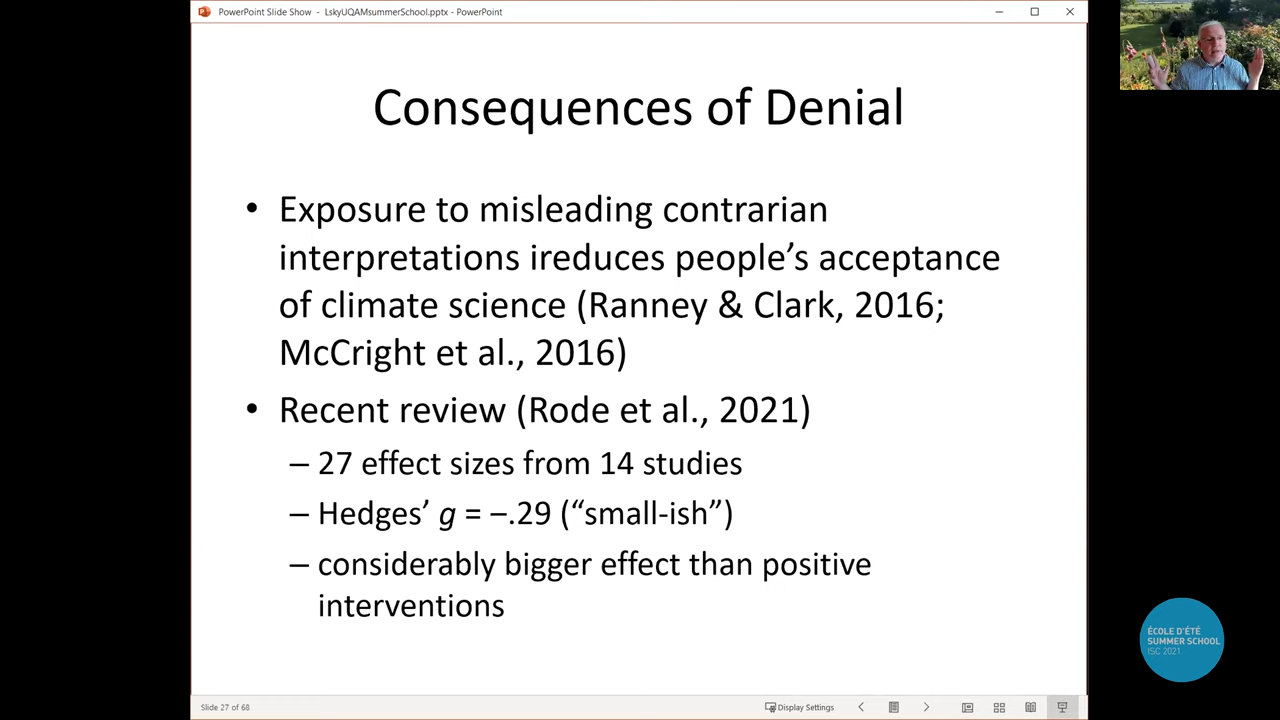 PowerPoint Slide Show - LskyUQAMsummerSchool.pptx - PowerPoint
Consequences of Denial
• Exposure to misleading contrarian
interpretations ireduces people’s acceptance
of climate science (Ranney & Clark, 2016;
McCright et al., 2016)
• Recent review (Rode et al., 2021)
– 27 effect sizes from 14 studies
– Hedges’ g = –.29 (“small-ish”)
– considerably bigger effect than positive
interventions
ÉCOLE D'ÉTÉ
SUMMER SCHOOL
ISC 2021
Slide 27 of 68
Display Settings